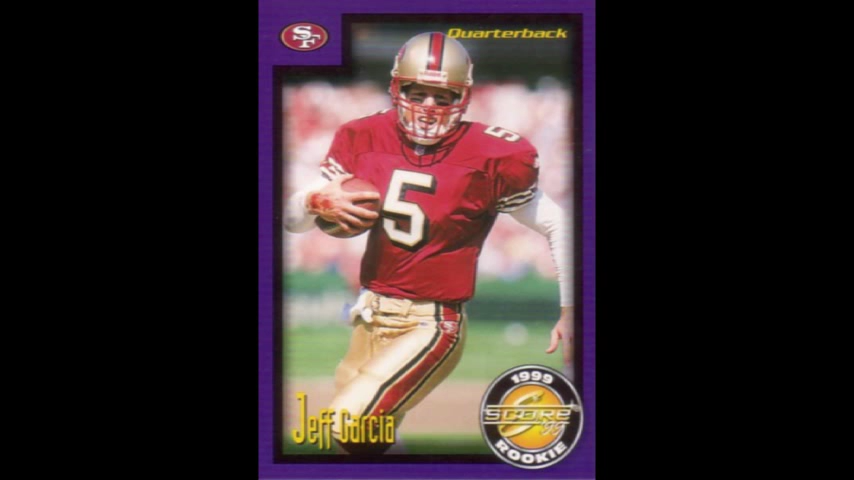 SF
Quarterback
5
5
Jeff Garcia
1999
SCORE
'99
ROOKIE